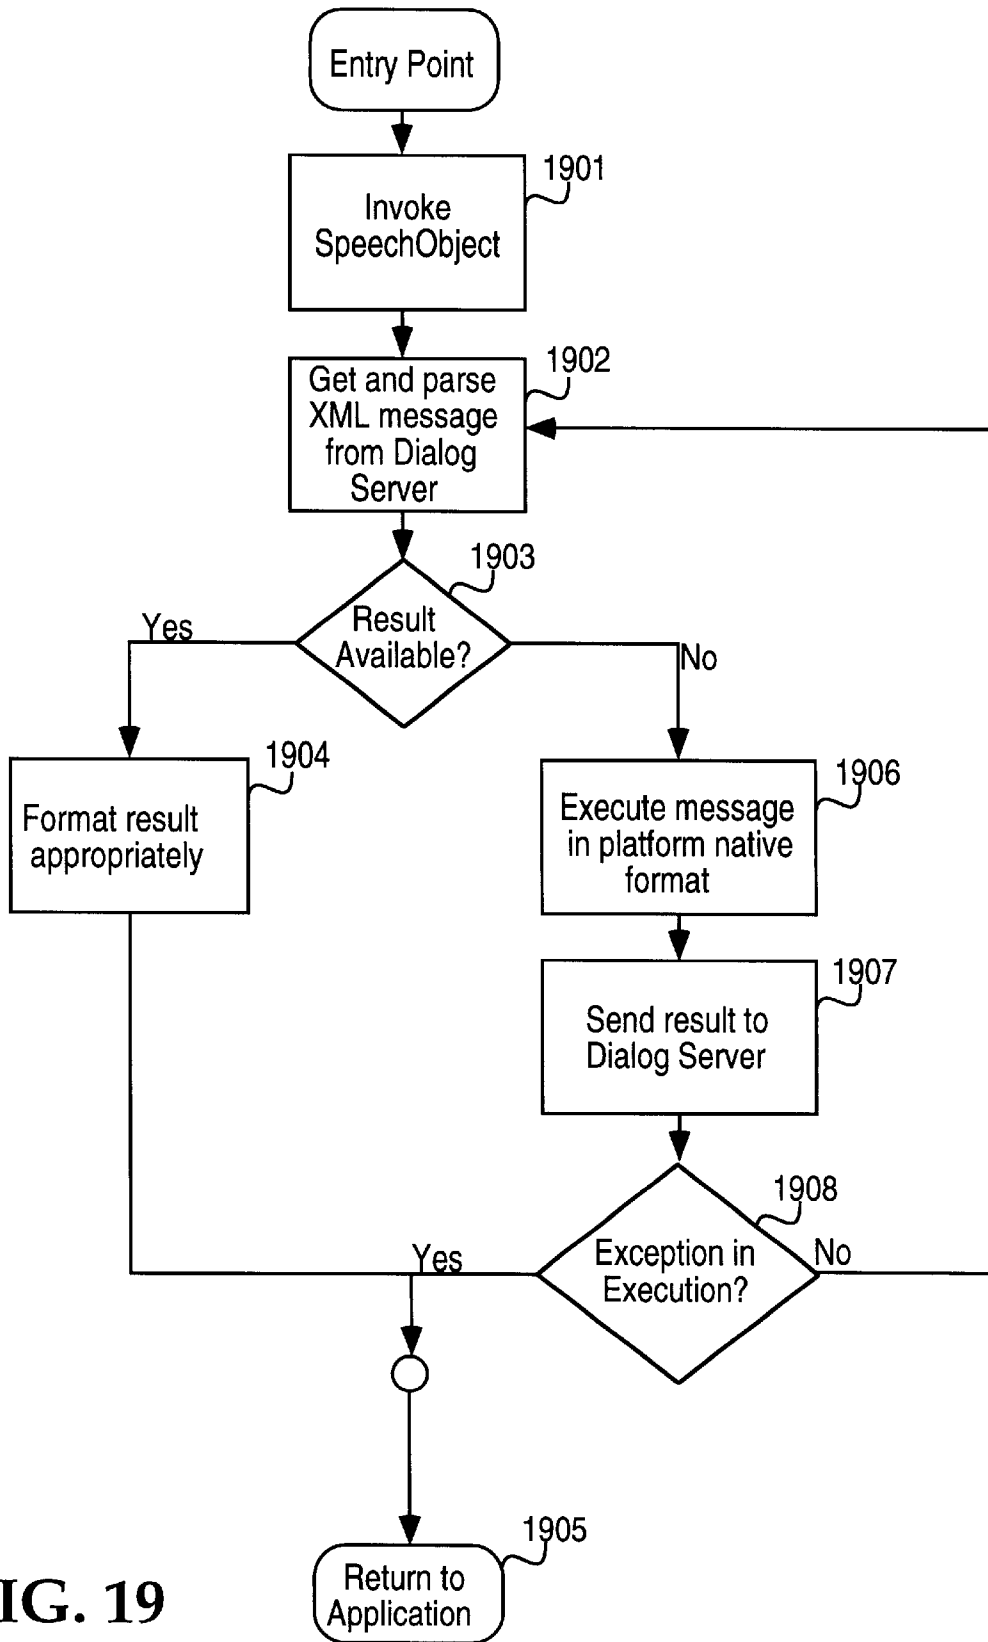 Entry Point
1901
Invoke
SpeechObject
1902
Get and parse
XML message
from Dialog
Server
1903
Result
Available?
Yes
No
1904
Format result
appropriately
1906
Execute message
in platform native
format
1907
Send result to
Dialog Server
1908
Exception in
Execution?
Yes
No
1905
Return to
Application
IG. 19